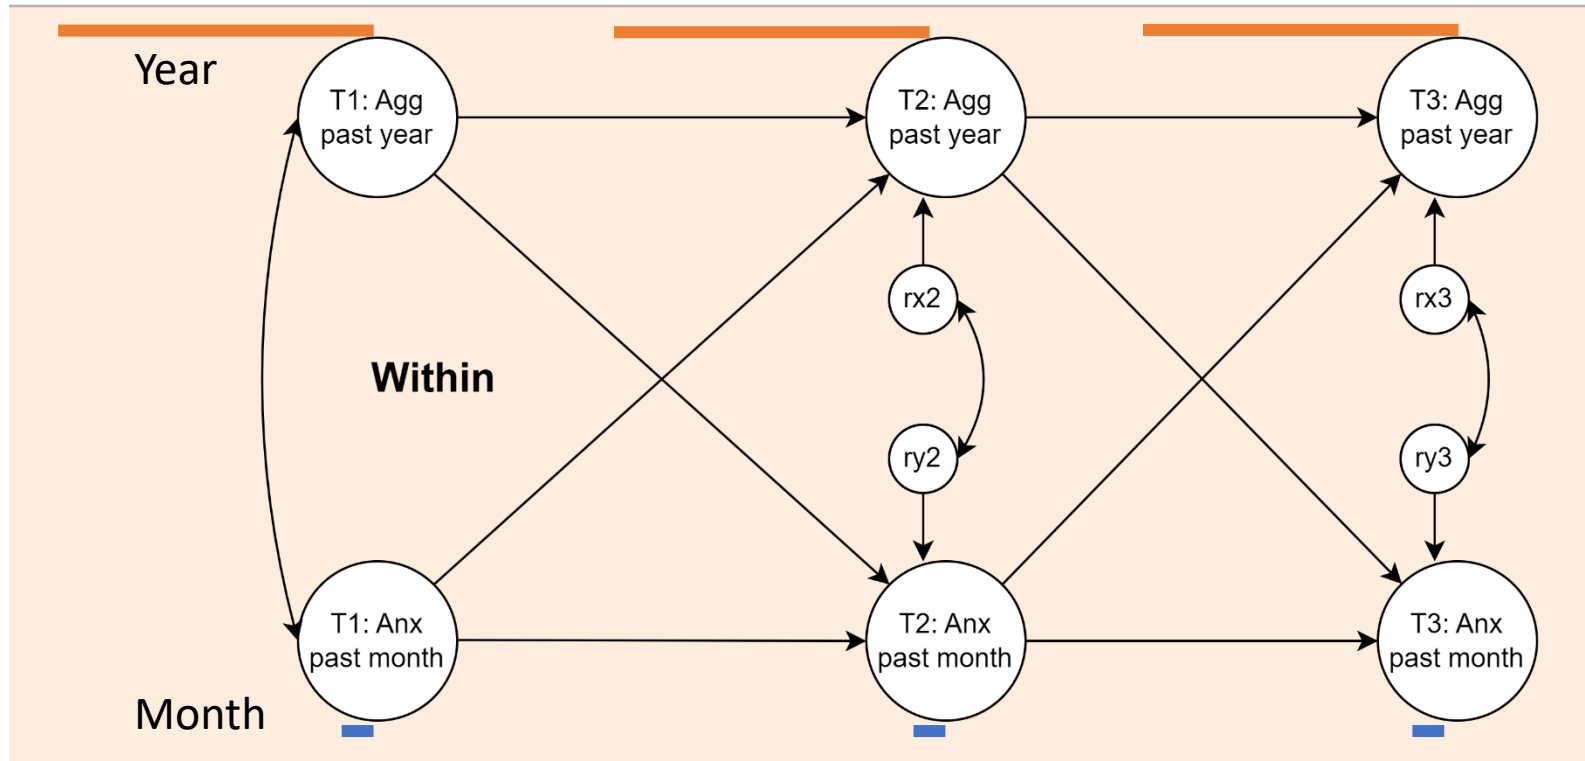 Year
T1: Agg
past year
T2: Agg
past year
T3: Agg
past year
rx2
rx3
Within
ry2
ry3
T1: Anx
past month
T2: Anx
past month
T3: Anx
past month
Month